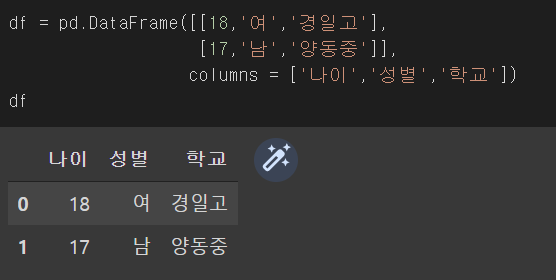 df = pd.DataFrame([[18,'여','경일고'],
[17,'남','양동중']],
columns = ['나이','성별','학교'])
df
나이 성별 학교
0 18 여 경일고
1 17 남 양동중